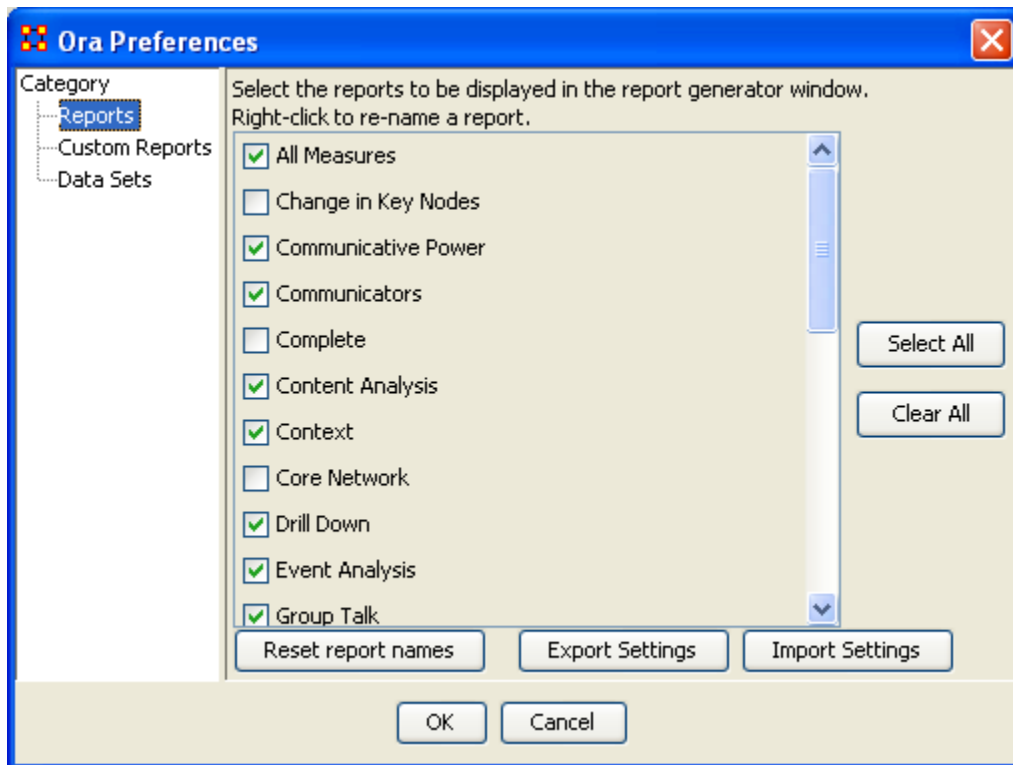 Ora Preferences
Category
Reports
Custom Reports
Data Sets
Select the reports to be displayed in the report generator window.
Right-click to re-name a report.
All Measures
Change in Key Nodes
Communicative Power
Communicators
Complete
Content Analysis
Context
Core Network
Drill Down
Event Analysis
Group Talk
Select All
Clear All
Reset report names
Export Settings
Import Settings
OK
Cancel